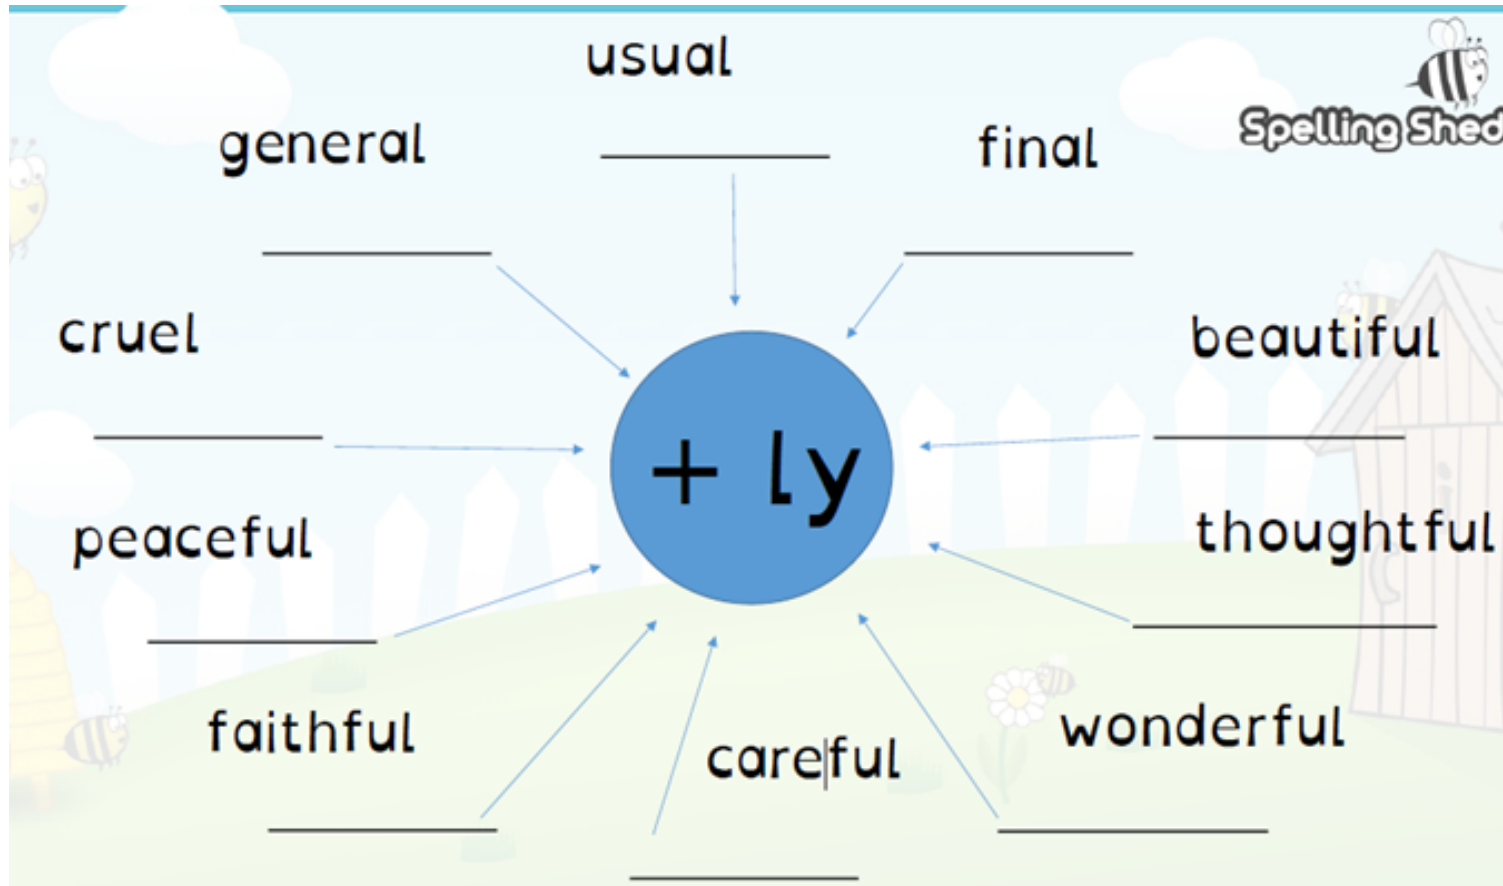 usual
Spelling Shed
general
final
cruel
beautiful
+ ly
peaceful
thoughtful
faithful
careful
wonderful